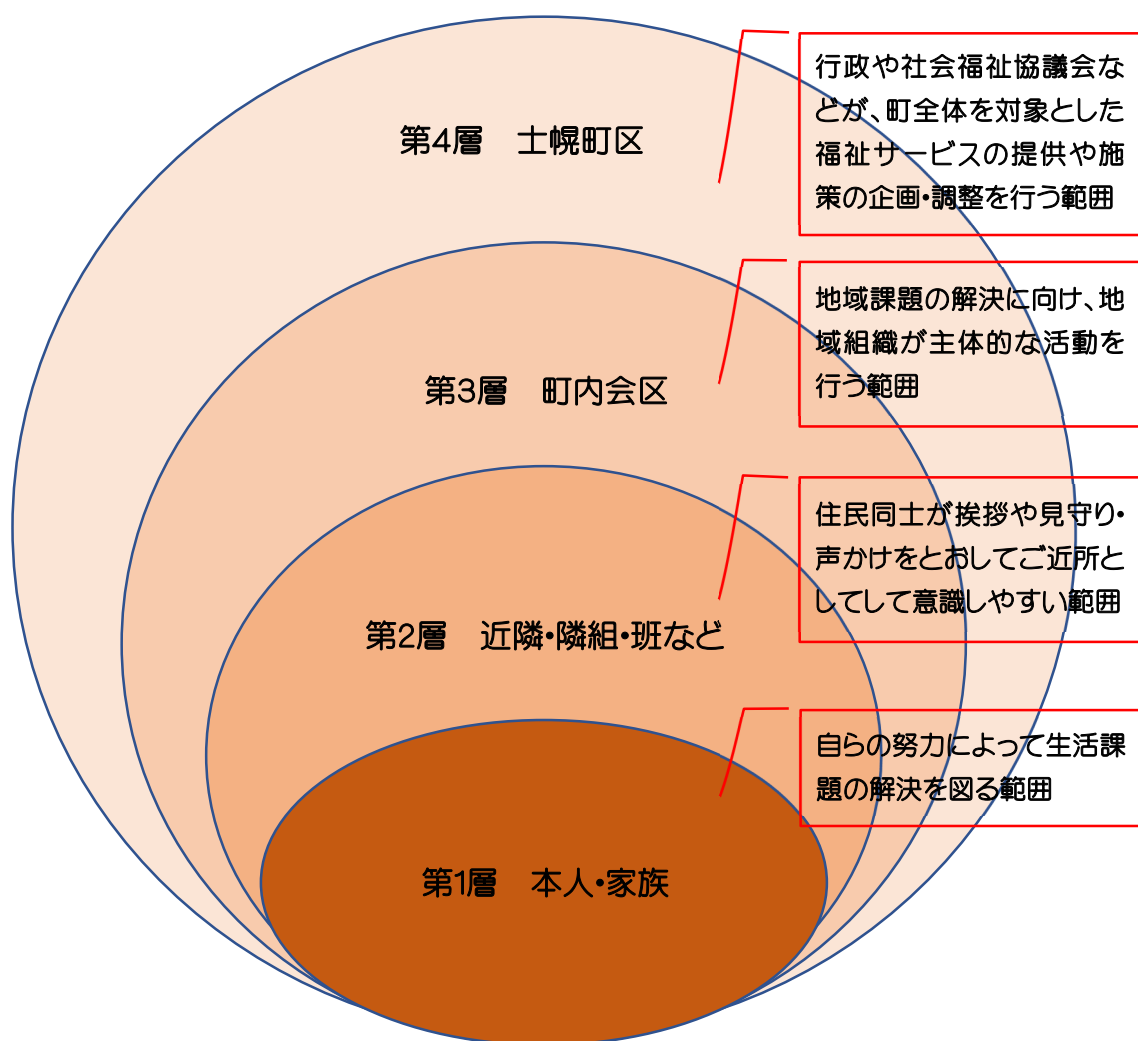 第4層　士幌町区
行政や社会福祉協議会な
どが、町全体を対象とした
福祉サービスの提供や施
策の企画・調整を行う範囲
第3層　町内会区
地域課題の解決に向け、地
域組織が主体的な活動を
行う範囲
第2層　近隣・隣組・班など
住民同士が挨拶や見守り・
声かけをとおしてご近所と
してして意識しやすい範囲
第1層　本人・家族
自らの努力によって生活課
題の解決を図る範囲